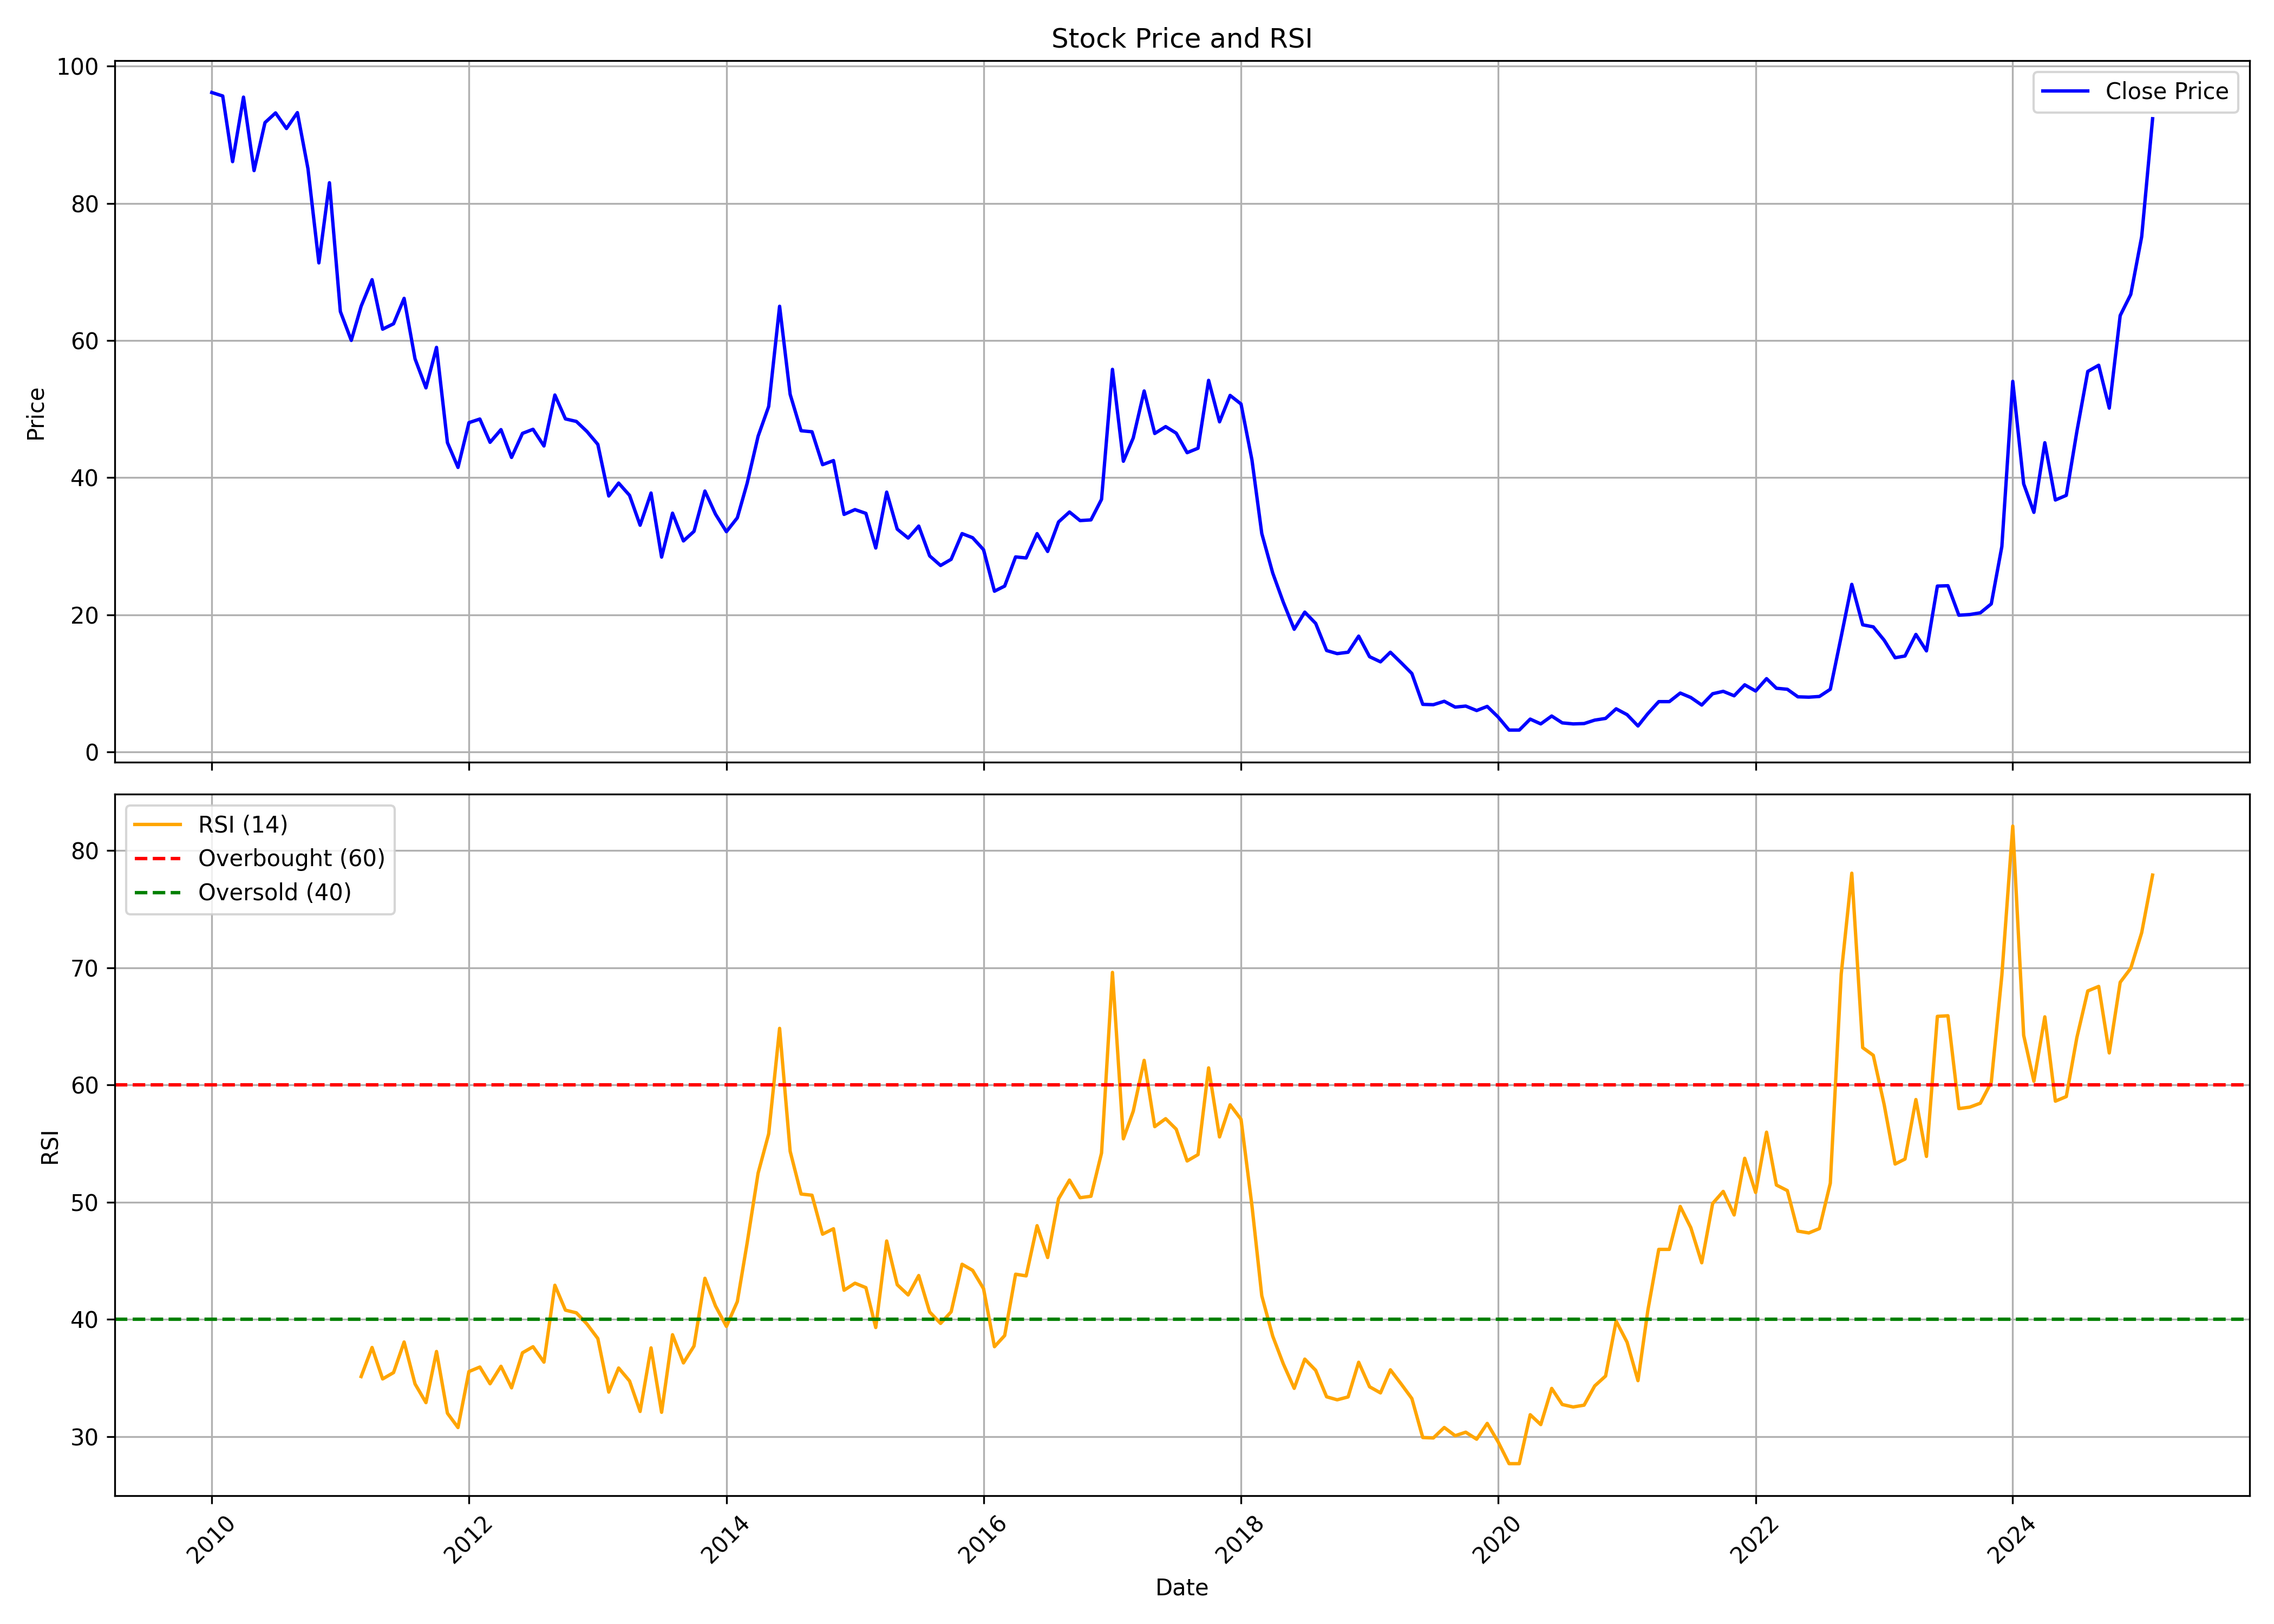 Stock Price and RSI
100
80
60
40
20
0
Price
Close Price
80
70
60
50
40
30
RSI
RSI (14)
Overbought (60)
Oversold (40)
2010
2012
2014
2016
2018
2020
2022
2024
Date